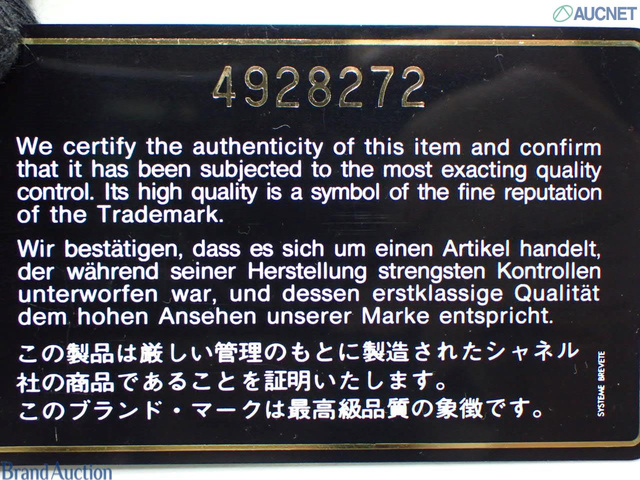 AUCNET
4928272
We certify the authenticity of this item and confirm
that it has been subjected to the most exacting quality
control. Its high quality is a symbol of the fine reputation
of the Trademark.
Wir bestätigen, dass es sich um einen Artikel handelt,
der während seiner Herstellung strengsten Kontrollen
unterworfen war, und dessen erstklassige Qualität
dem hohen Ansehen unserer Marke entspricht.
この製品は厳しい管理のもとに製造されたシャネル
社の商品であることを証明いたします。
このブランド・マークは最高級品質の象徴です。
SYSTEME BREVETE
Brand Auction